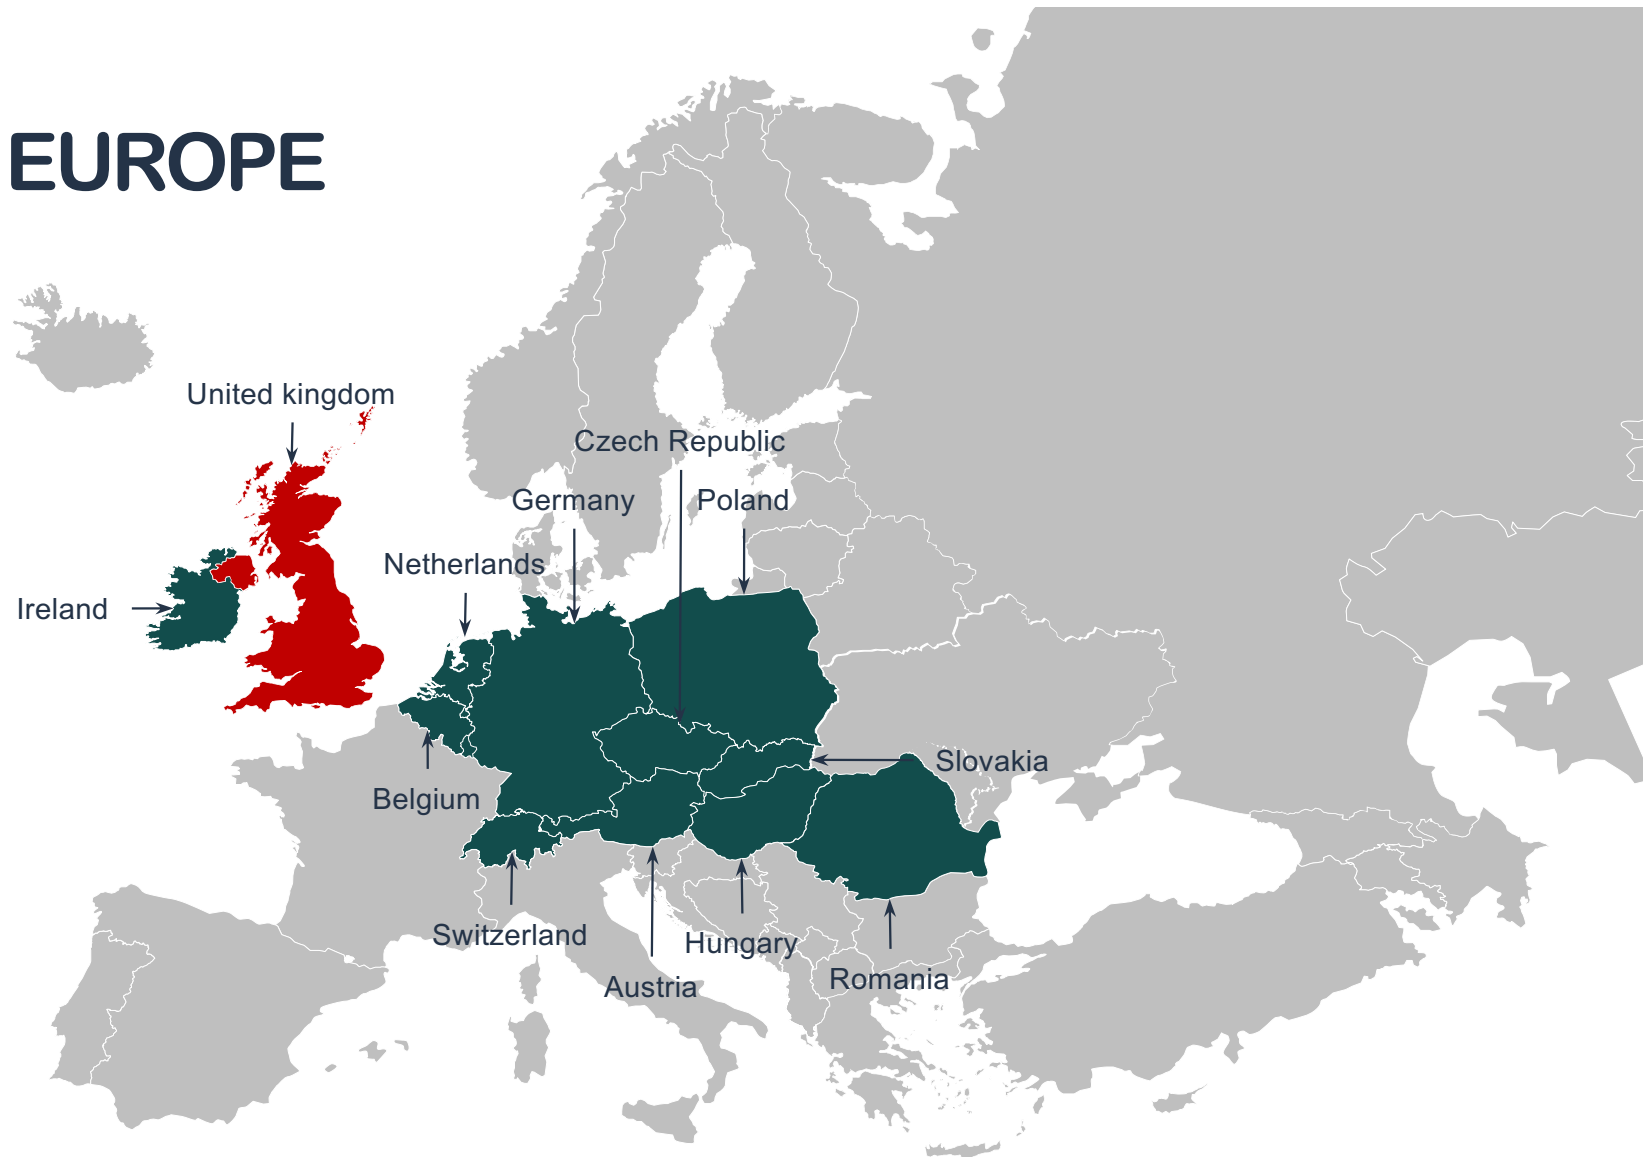 EUROPE
United kingdom
Czech Republic
Germany
Poland
Netherlands
Ireland
Slovakia
Belgium
Switzerland
Hungary
Austria
Romania